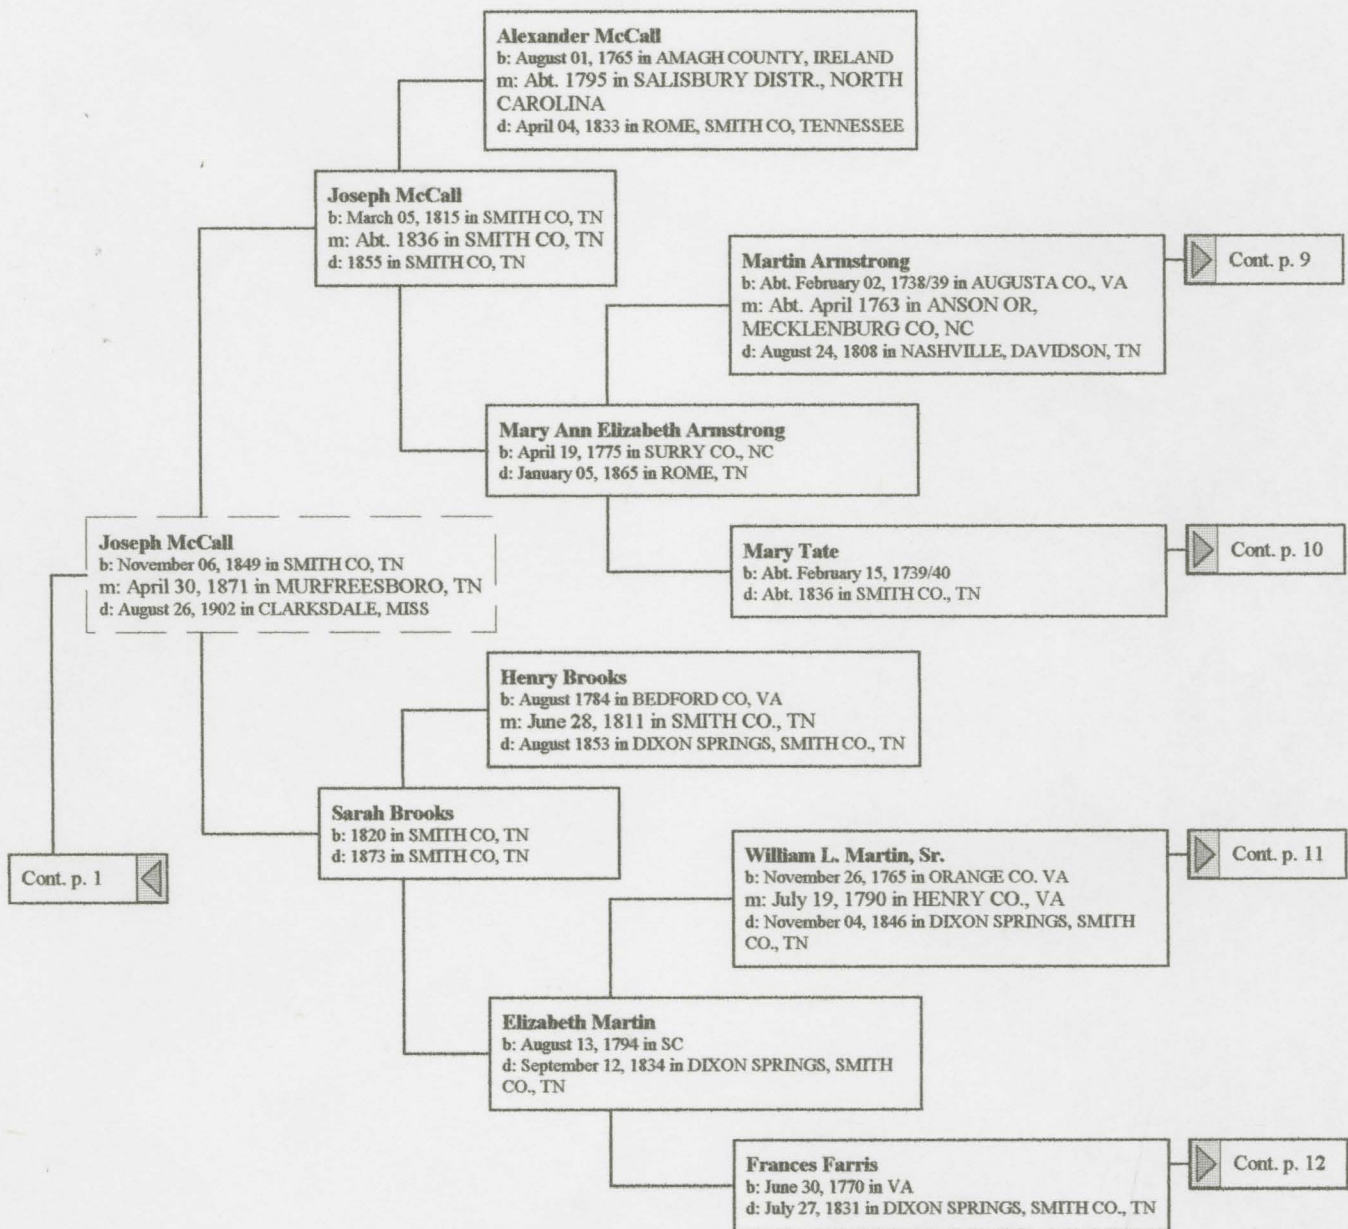 Alexander McCall
b: August 01, 1765 in AMAGH COUNTY, IRELAND
m: Abt. 1795 in SALISBURY DISTR., NORTH
CAROLINA
d: April 04, 1833 in ROME, SMITH CO, TENNESSEE
Joseph McCall
b: March 05, 1815 in SMITH CO, TN
m: Abt. 1836 in SMITH CO, TN
d: 1855 in SMITH CO, TN
Martin Armstrong
b: Abt. February 02, 1738/39 in AUGUSTA CO., VA
m: Abt. April 1763 in ANSON OR,
MECKLENBURG CO, NC
d: August 24, 1808 in NASHVILLE, DAVIDSON, TN
Cont. p. 9
Mary Ann Elizabeth Armstrong
b: April 19, 1775 in SURRY CO., NC
d: January 05, 1865 in ROME, TN
Joseph McCall
b: November 06, 1849 in SMITH CO, TN
m: April 30, 1871 in MURFREESBORO, TN
d: August 26, 1902 in CLARKSDALE, MISS
Mary Tate
b: Abt. February 15, 1739/40
d: Abt. 1836 in SMITH CO., TN
Cont. p. 10
Henry Brooks
b: August 1784 in BEDFORD CO, VA
m: June 28, 1811 in SMITH CO., TN
d: August 1853 in DIXON SPRINGS, SMITH CO., TN
Sarah Brooks
b: 1820 in SMITH CO, TN
d: 1873 in SMITH CO, TN
Cont. p. 1
William L. Martin, Sr.
b: November 26, 1765 in ORANGE CO. VA
m: July 19, 1790 in HENRY CO., VA
d: November 04, 1846 in DIXON SPRINGS, SMITH
CO., TN
Cont. p. 11
Elizabeth Martin
b: August 13, 1794 in SC
d: September 12, 1834 in DIXON SPRINGS, SMITH
CO., TN
Frances Farris
b: June 30, 1770 in VA
d: July 27, 1831 in DIXON SPRINGS, SMITH CO., TN
Cont. p. 12